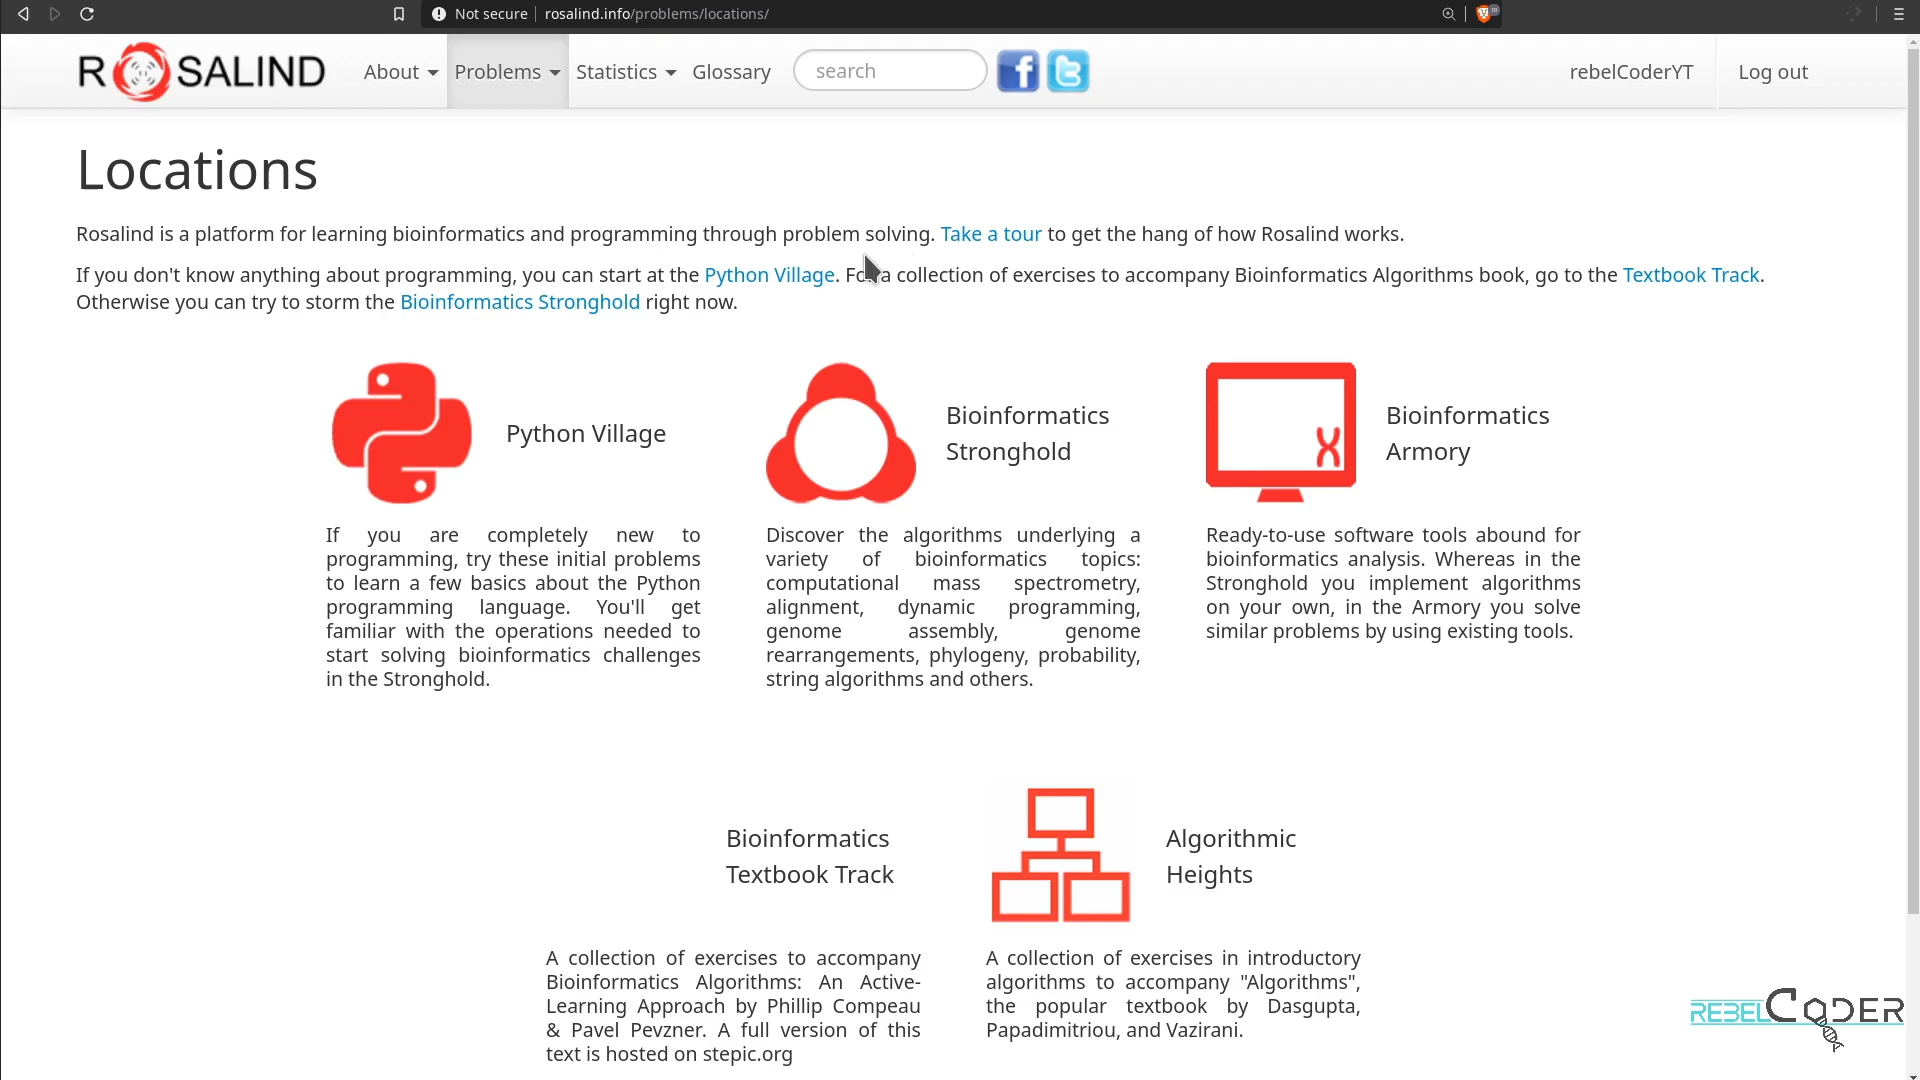 Not secure rosalind.info/problems/locations/
ROSALIND About Problems Statistics Glossary search rebelCoderYT Log out
Locations
Rosalind is a platform for learning bioinformatics and programming through problem solving. Take a tour to get the hang of how Rosalind works.
If you don't know anything about programming, you can start at the Python Village. For a collection of exercises to accompany Bioinformatics Algorithms book, go to the Textbook Track.
Otherwise you can try to storm the Bioinformatics Stronghold right now.
Python Village
If you are completely new to
programming, try these initial problems
to learn a few basics about the Python
programming language. You'll get
familiar with the operations needed to
start solving bioinformatics challenges
in the Stronghold.
Bioinformatics
Stronghold
Discover the algorithms underlying a
variety of bioinformatics topics:
computational mass spectrometry,
alignment, dynamic programming,
genome assembly, genome
rearrangements, phylogeny, probability,
string algorithms and others.
Bioinformatics
Armory
Ready-to-use software tools abound for
bioinformatics analysis. Whereas in the
Stronghold you implement algorithms
on your own, in the Armory you solve
similar problems by using existing tools.
Bioinformatics
Textbook Track
A collection of exercises to accompany
Bioinformatics Algorithms: An Active-
Learning Approach by Phillip Compeau
& Pavel Pevzner. A full version of this
text is hosted on stepic.org
Algorithmic
Heights
A collection of exercises in introductory
algorithms to accompany "Algorithms",
the popular textbook by Dasgupta,
Papadimitriou, and Vazirani.
REBELCODER